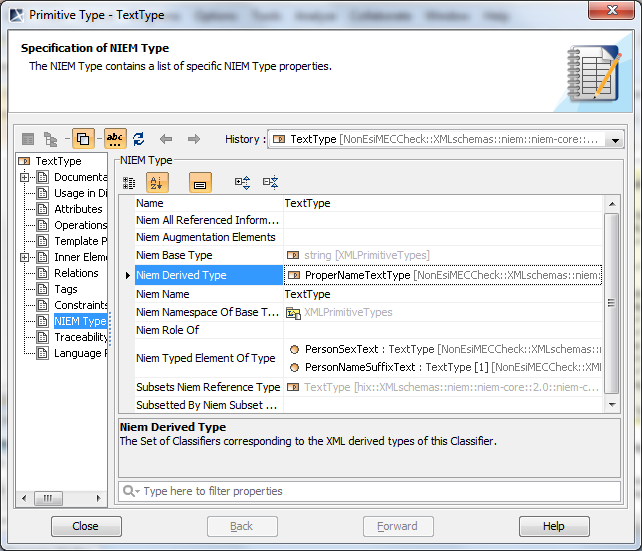 Primitive Type - TextType
Specification of NIEM Type
The NIEM Type contains a list of specific NIEM Type properties.
abc
History :
TextType [NonEsiMECCheck::XMLschemas::niem::niem-core::...
TextType
Documenta
Usage in Di
Attributes
Operations
Template P
Inner Elem
Relations
Tags
Constraints
NIEM Type
Traceability
Language P
NIEM Type
Name TextType
Niem All Referenced Inform...
Niem Augmentation Elements
Niem Base Type string [XMLPrimitiveTypes]
Niem Derived Type ProperNameTextType [NonEsiMECCheck::XMLschemas::niem:
Niem Name TextType
Niem Namespace Of Base T... XMLPrimitiveTypes
Niem Role Of
Niem Typed Element Of Type
PersonSexText : TextType [NonEsiMECCheck::XMLschemas::n
PersonNameSuffixText : TextType [1] [NonEsiMECCheck::XM
Subsets Niem Reference Type TextType [hix::XMLschemas::niem::niem-core::2.0::niem-c
Subsetted By Niem Subset ...
Niem Derived Type
The Set of Classifiers corresponding to the XML derived types of this Classifier.
Type here to filter properties
Close
Back
Forward
Help